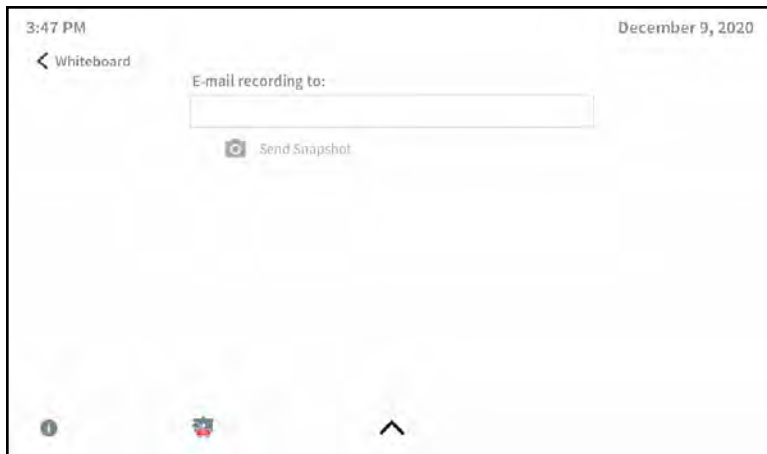 3:47 PM
December 9, 2020
Whiteboard
E-mail recording to:
Send Snapshot